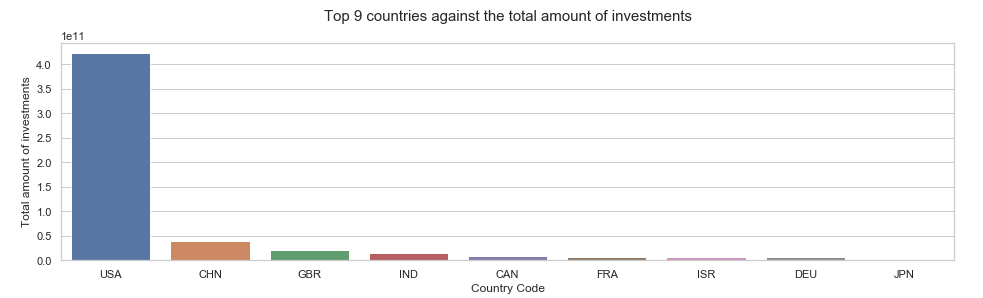 Top 9 countries against the total amount of investments
1e11
4.0
3.5
3.0
2.5
2.0
1.5
1.0
0.5
0.0
Total amount of investments
USA CHN GBR IND CAN FRA ISR DEU JPN
Country Code